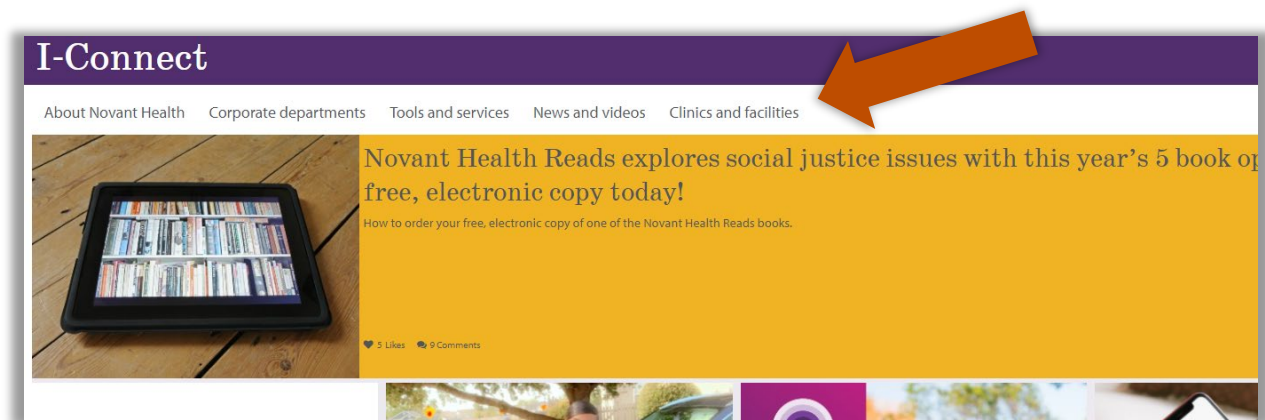 I-Connect
About Novant Health Corporate departments Tools and services News and videos Clinics and facilities
Novant Health Reads explores social justice issues with this year's 5 book
free, electronic copy today!
How to order your free, electronic copy of one of the Novant Health Reads books.
5 Likes 9 Comments